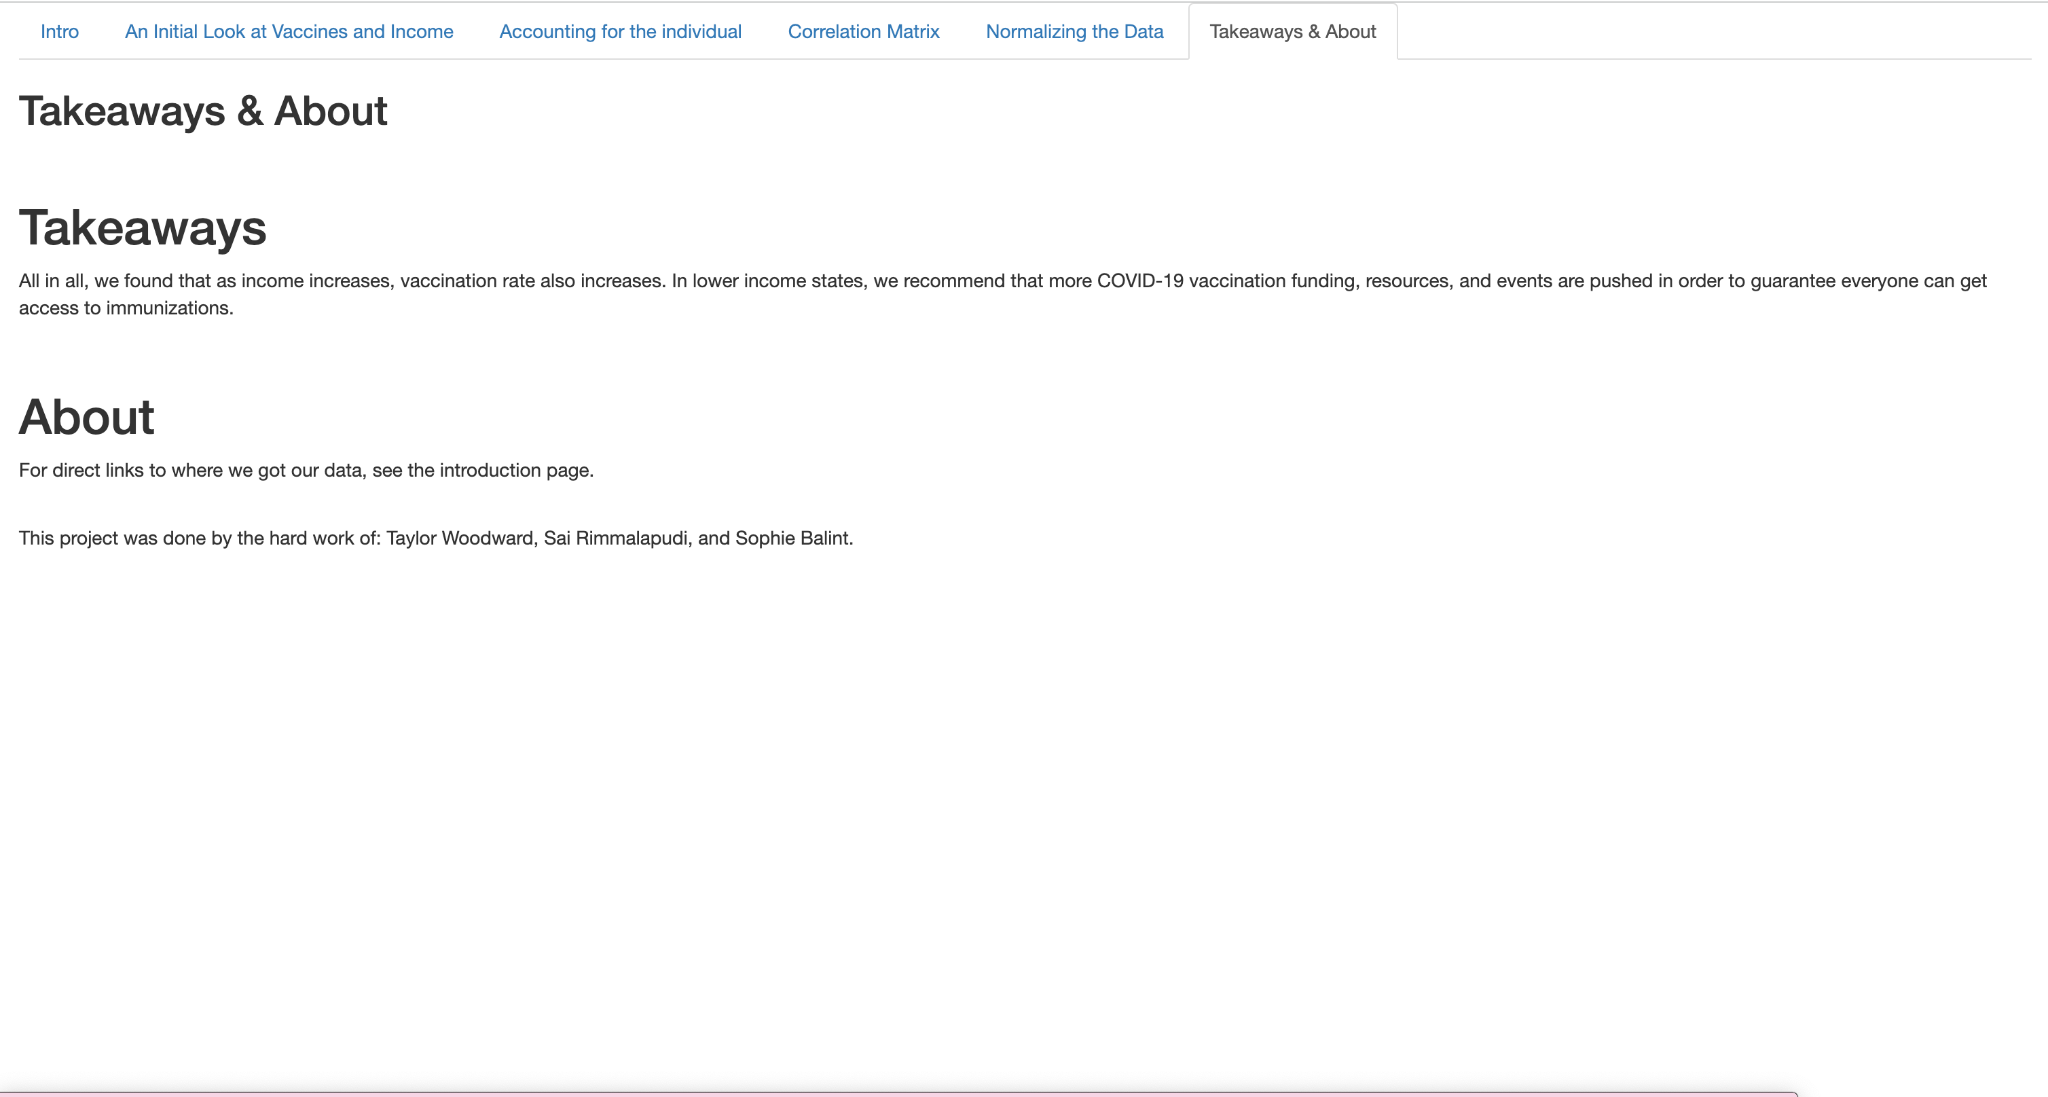 Intro
An Initial Look at Vaccines and Income
Accounting for the individual
Correlation Matrix
Normalizing the Data
Takeaways & About
Takeaways & About
Takeaways
All in all, we found that as income increases, vaccination rate also increases. In lower income states, we recommend that more COVID-19 vaccination funding, resources, and events are pushed in order to guarantee everyone can get
access to immunizations.
About
For direct links to where we got our data, see the introduction page.
This project was done by the hard work of: Taylor Woodward, Sai Rimmalapudi, and Sophie Balint.